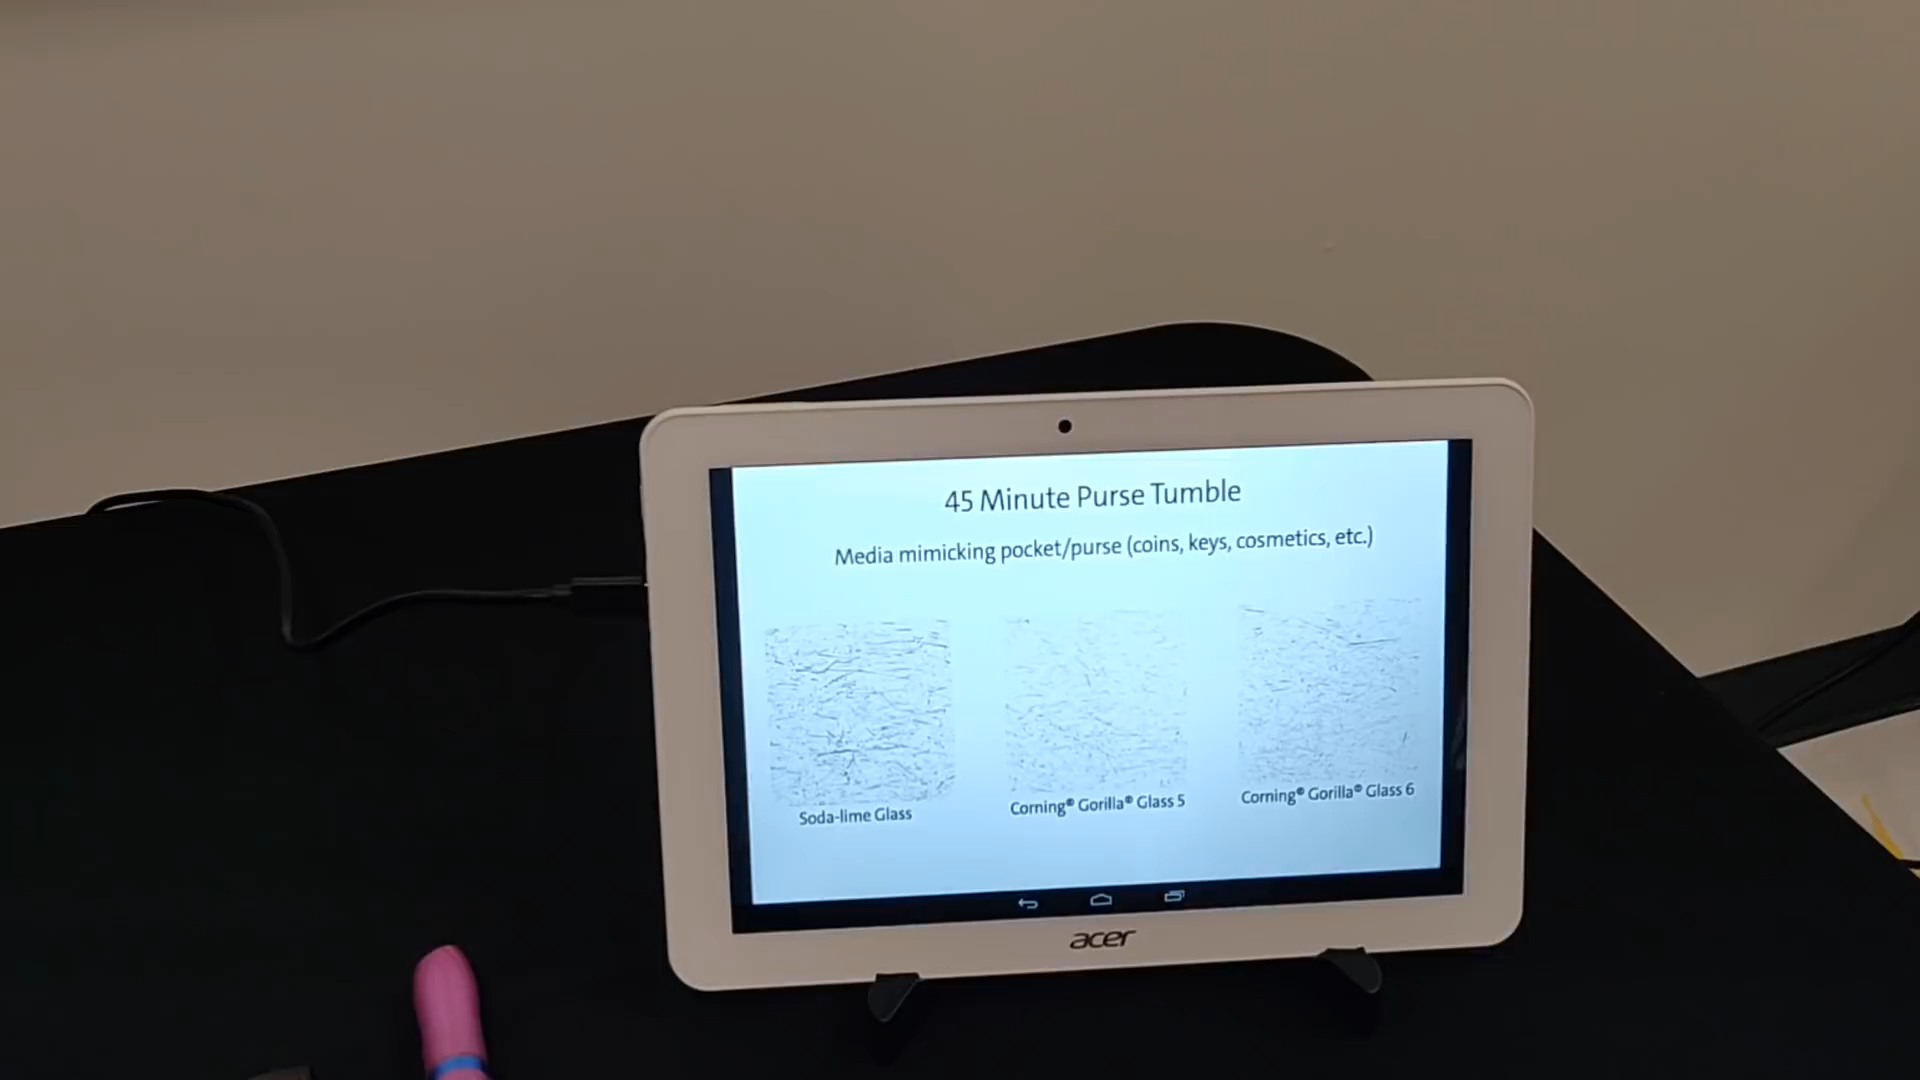 45 Minute Purse Tumble
Media mimicking pocket/purse (coins, keys, cosmetics, etc.)
Soda-lime Glass
Corning® Gorilla® Glass 5
Corning® Gorilla® Glass 6
acer